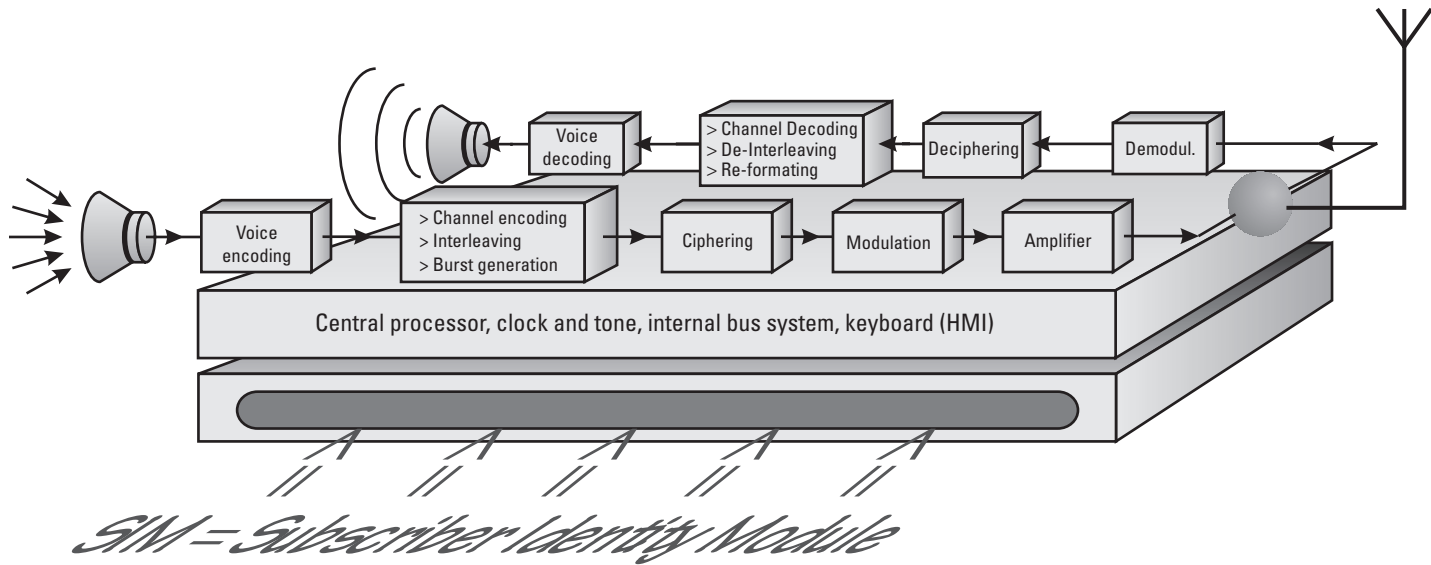 Voice
decoding
> Channel Decoding
> De-Interleaving
> Re-formating
Deciphering
Demodul.
Voice
encoding
> Channel encoding
> Interleaving
> Burst generation
Ciphering
Modulation
Amplifier
Central processor, clock and tone, internal bus system, keyboard (HMI)
SIM = Subscriber Identity Module